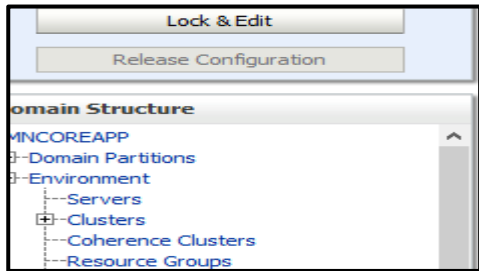 Lock & Edit
Release Configuration
omain Structure
MNCOREAPP
Domain Partitions
Environment
Servers
Clusters
Coherence Clusters
Resource Groups